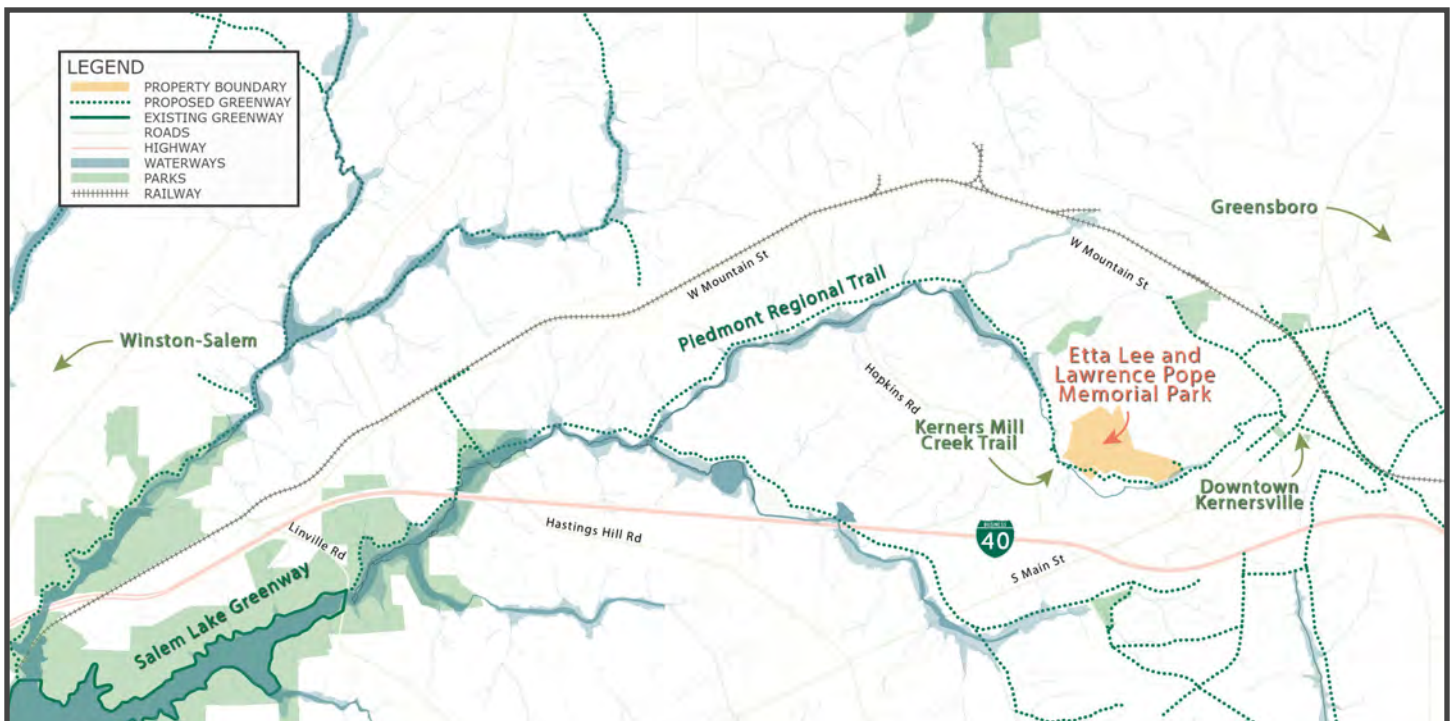 LEGEND
PROPERTY BOUNDARY
PROPOSED GREENWAY
EXISTING GREENWAY
ROADS
HIGHWAY
WATERWAYS
PARKS
RAILWAY
Greensboro
W Mountain St
W Mountain St
Piedmont Regional Trail
Winston-Salem
Etta Lee and
Lawrence Pope
Memorial Park
Hopkins Rd
Kerners Mill
Creek Trail
Downtown
Kernersville
Linville Rd
Hastings Hill Rd
BUSINESS
40
S Main St
Salem Lake Greenway